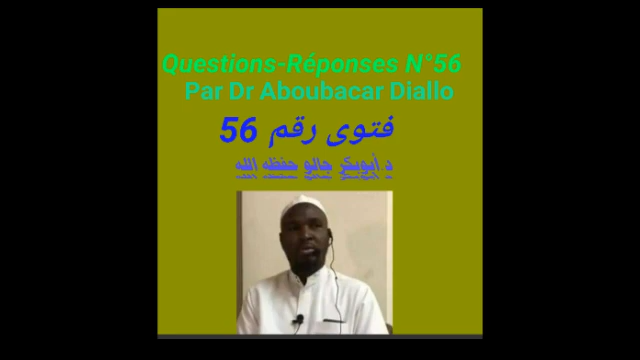 Questions-Réponses N°56
Par Dr Aboubacar Diallo
فتوى رقم 56
د أبوبكر جالو حفظه الله